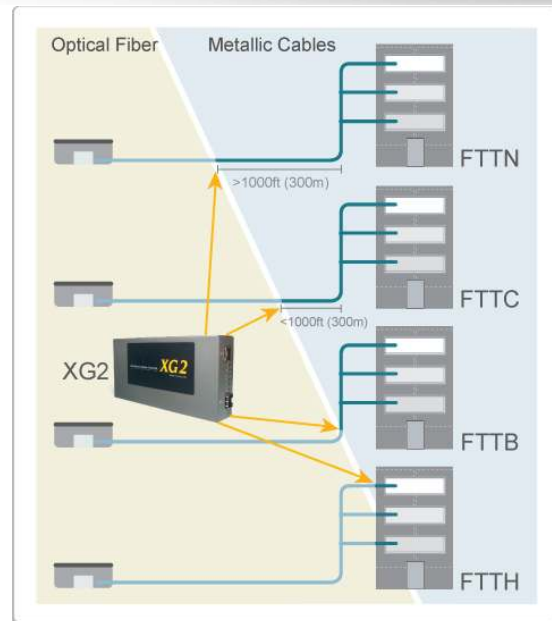 Optical Fiber Metallic Cables
FTTN
>1000ft (300m)
FTTC
<1000ft (300m)
XG2
XG2
FTTB
FTTH